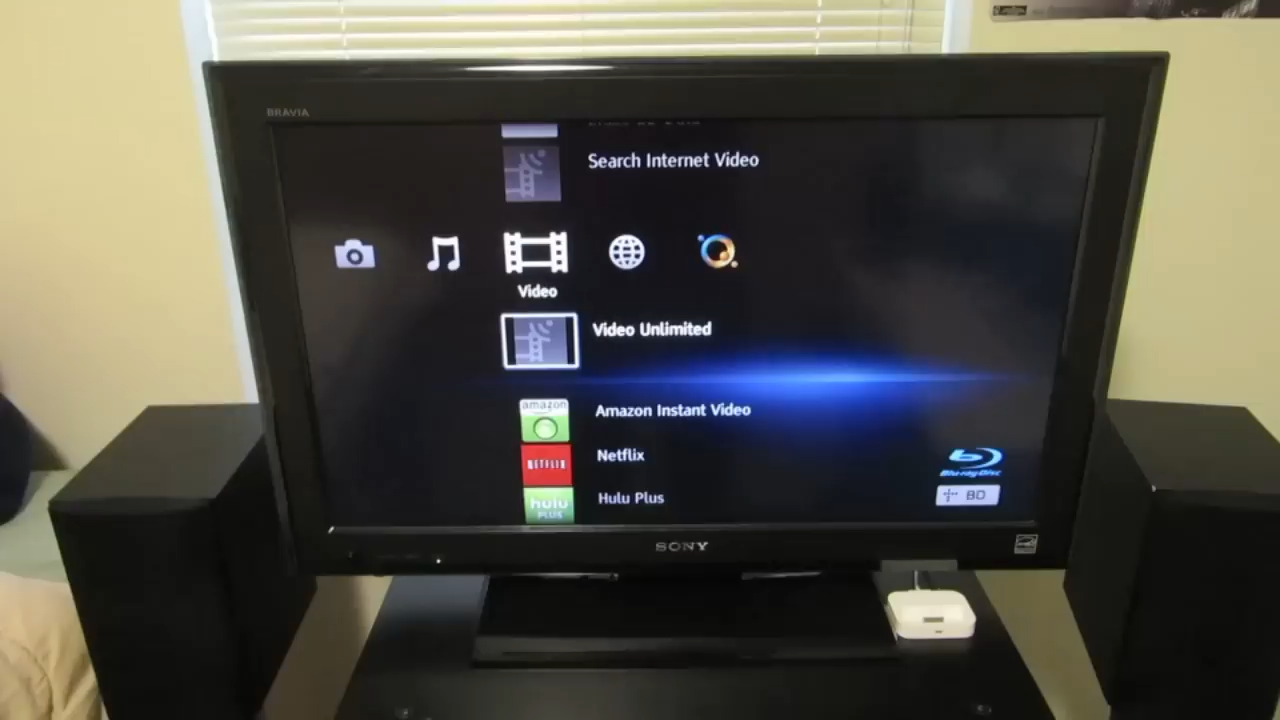 BRAVIA
Search Internet Video
Video
Video Unlimited
amazon
Amazon Instant Video
NETFLIX
Netflix
hulu
PLUS
Hulu Plus
Blu-ray Disc
BD
SONY